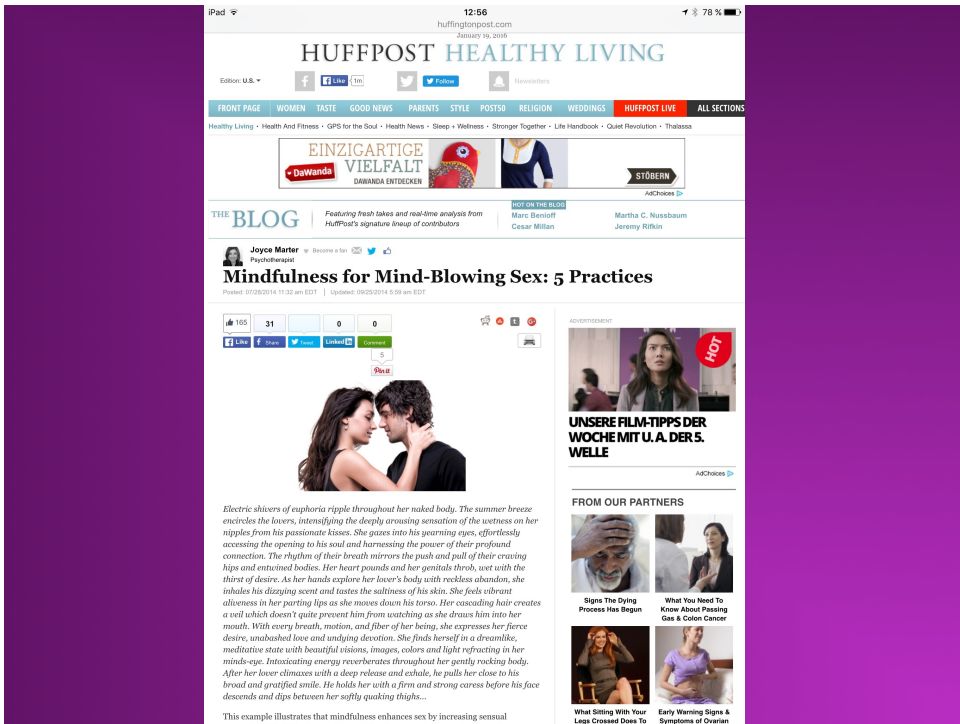 iPad
12:56
78 %
huffingtonpost.com
January 19, 2016
HUFFPOST HEALTHY LIVING
Edition: U.S.
Like
1m
Follow
Newsletters
FRONT PAGE WOMEN TASTE GOOD NEWS PARENTS STYLE POST50 RELIGION WEDDINGS HUFFPOST LIVE ALL SECTIONS
Healthy Living • Health And Fitness • GPS for the Soul • Health News • Sleep + Wellness • Stronger Together • Life Handbook • Quiet Revolution • Thalassa
EINZIGARTIGE
VIELFALT
DaWanda
DAWANDA ENTDECKEN
STÖBERN
AdChoices
THE BLOG
Featuring fresh takes and real-time analysis from
HuffPost's signature lineup of contributors
HOT ON THE BLOG
Marc Benioff
Martha C. Nussbaum
Cesar Millan
Jeremy Rifkin
Joyce Marter
Become a fan
Psychotherapist
Mindfulness for Mind-Blowing Sex: 5 Practices
Posted: 07/26/2014 11:32 am EDT | Updated: 09/25/2014 5:59 am EDT
165
31
0
0
Like
Share
Tweet
Linked in
Comment
5
Pin it
Electric shivers of euphoria ripple throughout her naked body. The summer breeze
encircles the lovers, intensifying the deeply arousing sensation of the wetness on her
nipples from his passionate kisses. She gazes into his yearning eyes, effortlessly
accessing the opening to his soul and harnessing the power of their profound
connection. The rhythm of their breath mirrors the push and pull of their craving
hips and entwined bodies. Her heart pounds and her genitals throb, wet with the
thirst of desire. As her hands explore her lover's body with reckless abandon, she
inhales his dizzying scent and tastes the saltiness of his skin. She feels vibrant
aliveness in her parting lips as she moves down his torso. Her cascading hair creates
a veil which doesn't quite prevent him from watching as she draws him into her
mouth. With every breath, motion, and fiber of her being, she expresses her fierce
desire, unabashed love and undying devotion. She finds herself in a dreamlike,
meditative state with beautiful visions, images, colors and light refracting in her
minds-eye. Intoxicating energy reverberates throughout her gently rocking body.
After her lover climaxes with a deep release and exhale, he pulls her close to his
broad and gratified smile. He holds her with a firm and strong caress before his face
descends and dips between her softly quaking thighs...
This example illustrates that mindfulness enhances sex by increasing sensual
ADVERTISEMENT
HOT
UNSERE FILM-TIPPS DER
WOCHE MIT U. A. DER 5.
WELLE
AdChoices
FROM OUR PARTNERS
Signs The Dying
Process Has Begun
What You Need To
Know About Passing
Gas & Colon Cancer
What Sitting With Your
Legs Crossed Does To
Early Warning Signs &
Symptoms of Ovarian